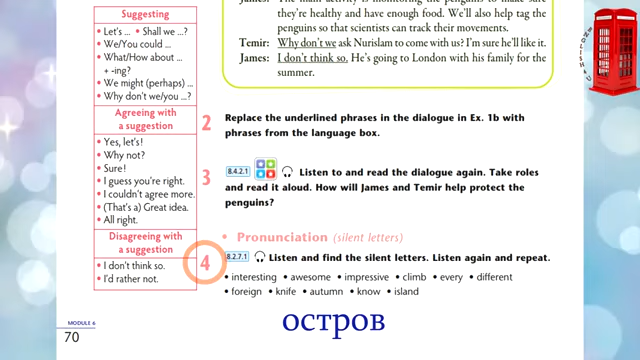 Suggesting
• Let's ... • Shall we ...?
• We/You could ...
• What/How about ...
+ -ing?
• We might (perhaps) ...
• Why don't we/you ...?
Agreeing with
a suggestion
• Yes, let's!
• Why not?
• Sure!
• I guess you're right.
• I couldn't agree more.
• (That's a) Great idea.
• All right.
Disagreeing with
a suggestion
• I don't think so.
• I'd rather not.
MODULE 6
70
James: The main activity is monitoring the penguins to make sure
they're healthy and have enough food. We'll also help tag the
penguins so that scientists can track their movements.
Temir: Why don't we ask Nurislam to come with us? I'm sure he'll like it.
James: I don't think so. He's going to London with his family for the
summer.
2 Replace the underlined phrases in the dialogue in Ex. 1b with
phrases from the language box.
3 8.4.2.1 Listen to and read the dialogue again. Take roles
and read it aloud. How will James and Temir help protect the
penguins?
• Pronunciation (silent letters)
4 8.2.7.1 Listen and find the silent letters. Listen again and repeat.
• interesting • awesome • impressive • climb • every • different
• foreign • knife • autumn • know • island
остров